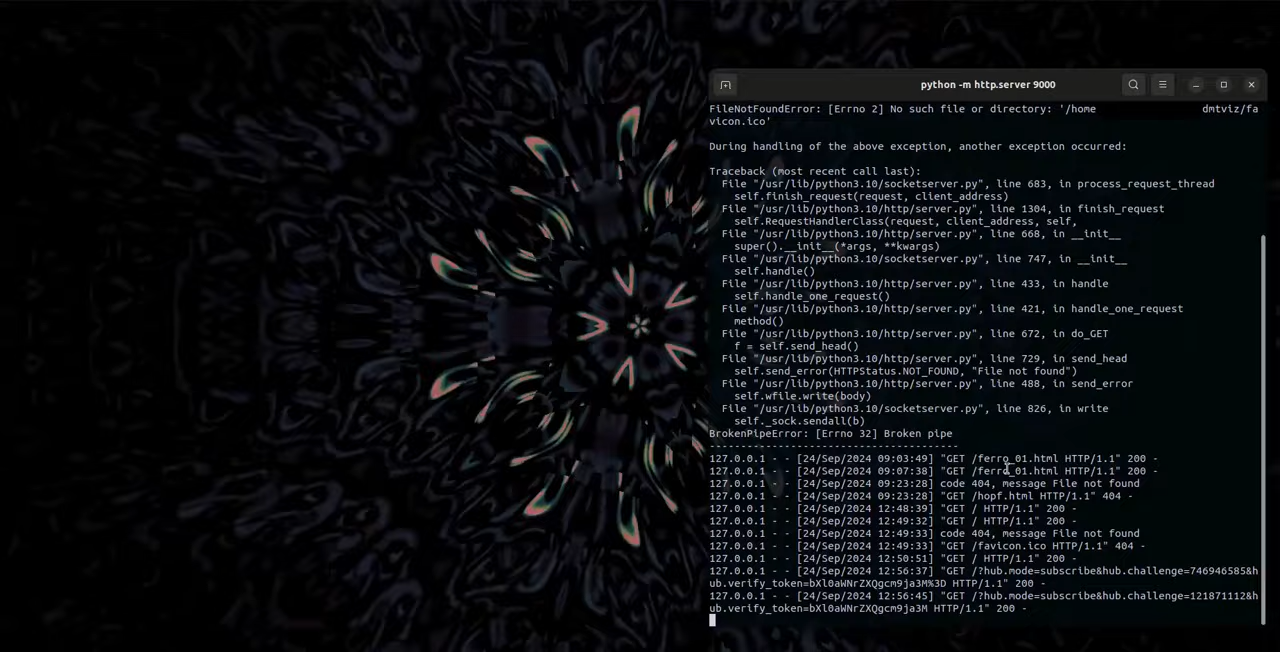 python -m http.server 9000
FileNotFoundError: [Errno 2] No such file or directory: '/home dmtviz/fa
vicon.ico'
During handling of the above exception, another exception occurred:
Traceback (most recent call last):
File "/usr/lib/python3.10/socketserver.py", line 683, in process_request_thread
self.finish_request(request, client_address)
File "/usr/lib/python3.10/http/server.py", line 1304, in finish_request
self.RequestHandlerClass(request, client_address, self,
File "/usr/lib/python3.10/http/server.py", line 668, in __init__
super().__init__(*args, **kwargs)
File "/usr/lib/python3.10/socketserver.py", line 747, in __init__
self.handle()
File "/usr/lib/python3.10/http/server.py", line 433, in handle
self.handle_one_request()
File "/usr/lib/python3.10/http/server.py", line 421, in handle_one_request
method()
File "/usr/lib/python3.10/http/server.py", line 672, in do_GET
f = self.send_head()
File "/usr/lib/python3.10/http/server.py", line 729, in send_head
self.send_error(HTTPStatus.NOT_FOUND, "File not found")
File "/usr/lib/python3.10/http/server.py", line 488, in send_error
self.wfile.write(body)
File "/usr/lib/python3.10/socketserver.py", line 826, in write
self._sock.sendall(b)
BrokenPipeError: [Errno 32] Broken pipe
----------------------------------------
127.0.0.1 - - [24/Sep/2024 09:03:49] "GET /ferro_01.html HTTP/1.1" 200 -
127.0.0.1 - - [24/Sep/2024 09:07:38] "GET /ferro_01.html HTTP/1.1" 200 -
127.0.0.1 - - [24/Sep/2024 09:23:28] code 404, message File not found
127.0.0.1 - - [24/Sep/2024 09:23:28] "GET /hopf.html HTTP/1.1" 404 -
127.0.0.1 - - [24/Sep/2024 12:48:39] "GET / HTTP/1.1" 200 -
127.0.0.1 - - [24/Sep/2024 12:49:32] "GET / HTTP/1.1" 200 -
127.0.0.1 - - [24/Sep/2024 12:49:33] code 404, message File not found
127.0.0.1 - - [24/Sep/2024 12:49:33] "GET /favicon.ico HTTP/1.1" 404 -
127.0.0.1 - - [24/Sep/2024 12:50:51] "GET / HTTP/1.1" 200 -
127.0.0.1 - - [24/Sep/2024 12:56:37] "GET /?hub.mode=subscribe&hub.challenge=746946585&h
ub.verify_token=bXl0aWNrZXQgcm9ja3M%3D HTTP/1.1" 200 -
127.0.0.1 - - [24/Sep/2024 12:56:45] "GET /?hub.mode=subscribe&hub.challenge=121871112&h
ub.verify_token=bXl0aWNrZXQgcm9ja3M HTTP/1.1" 200 -